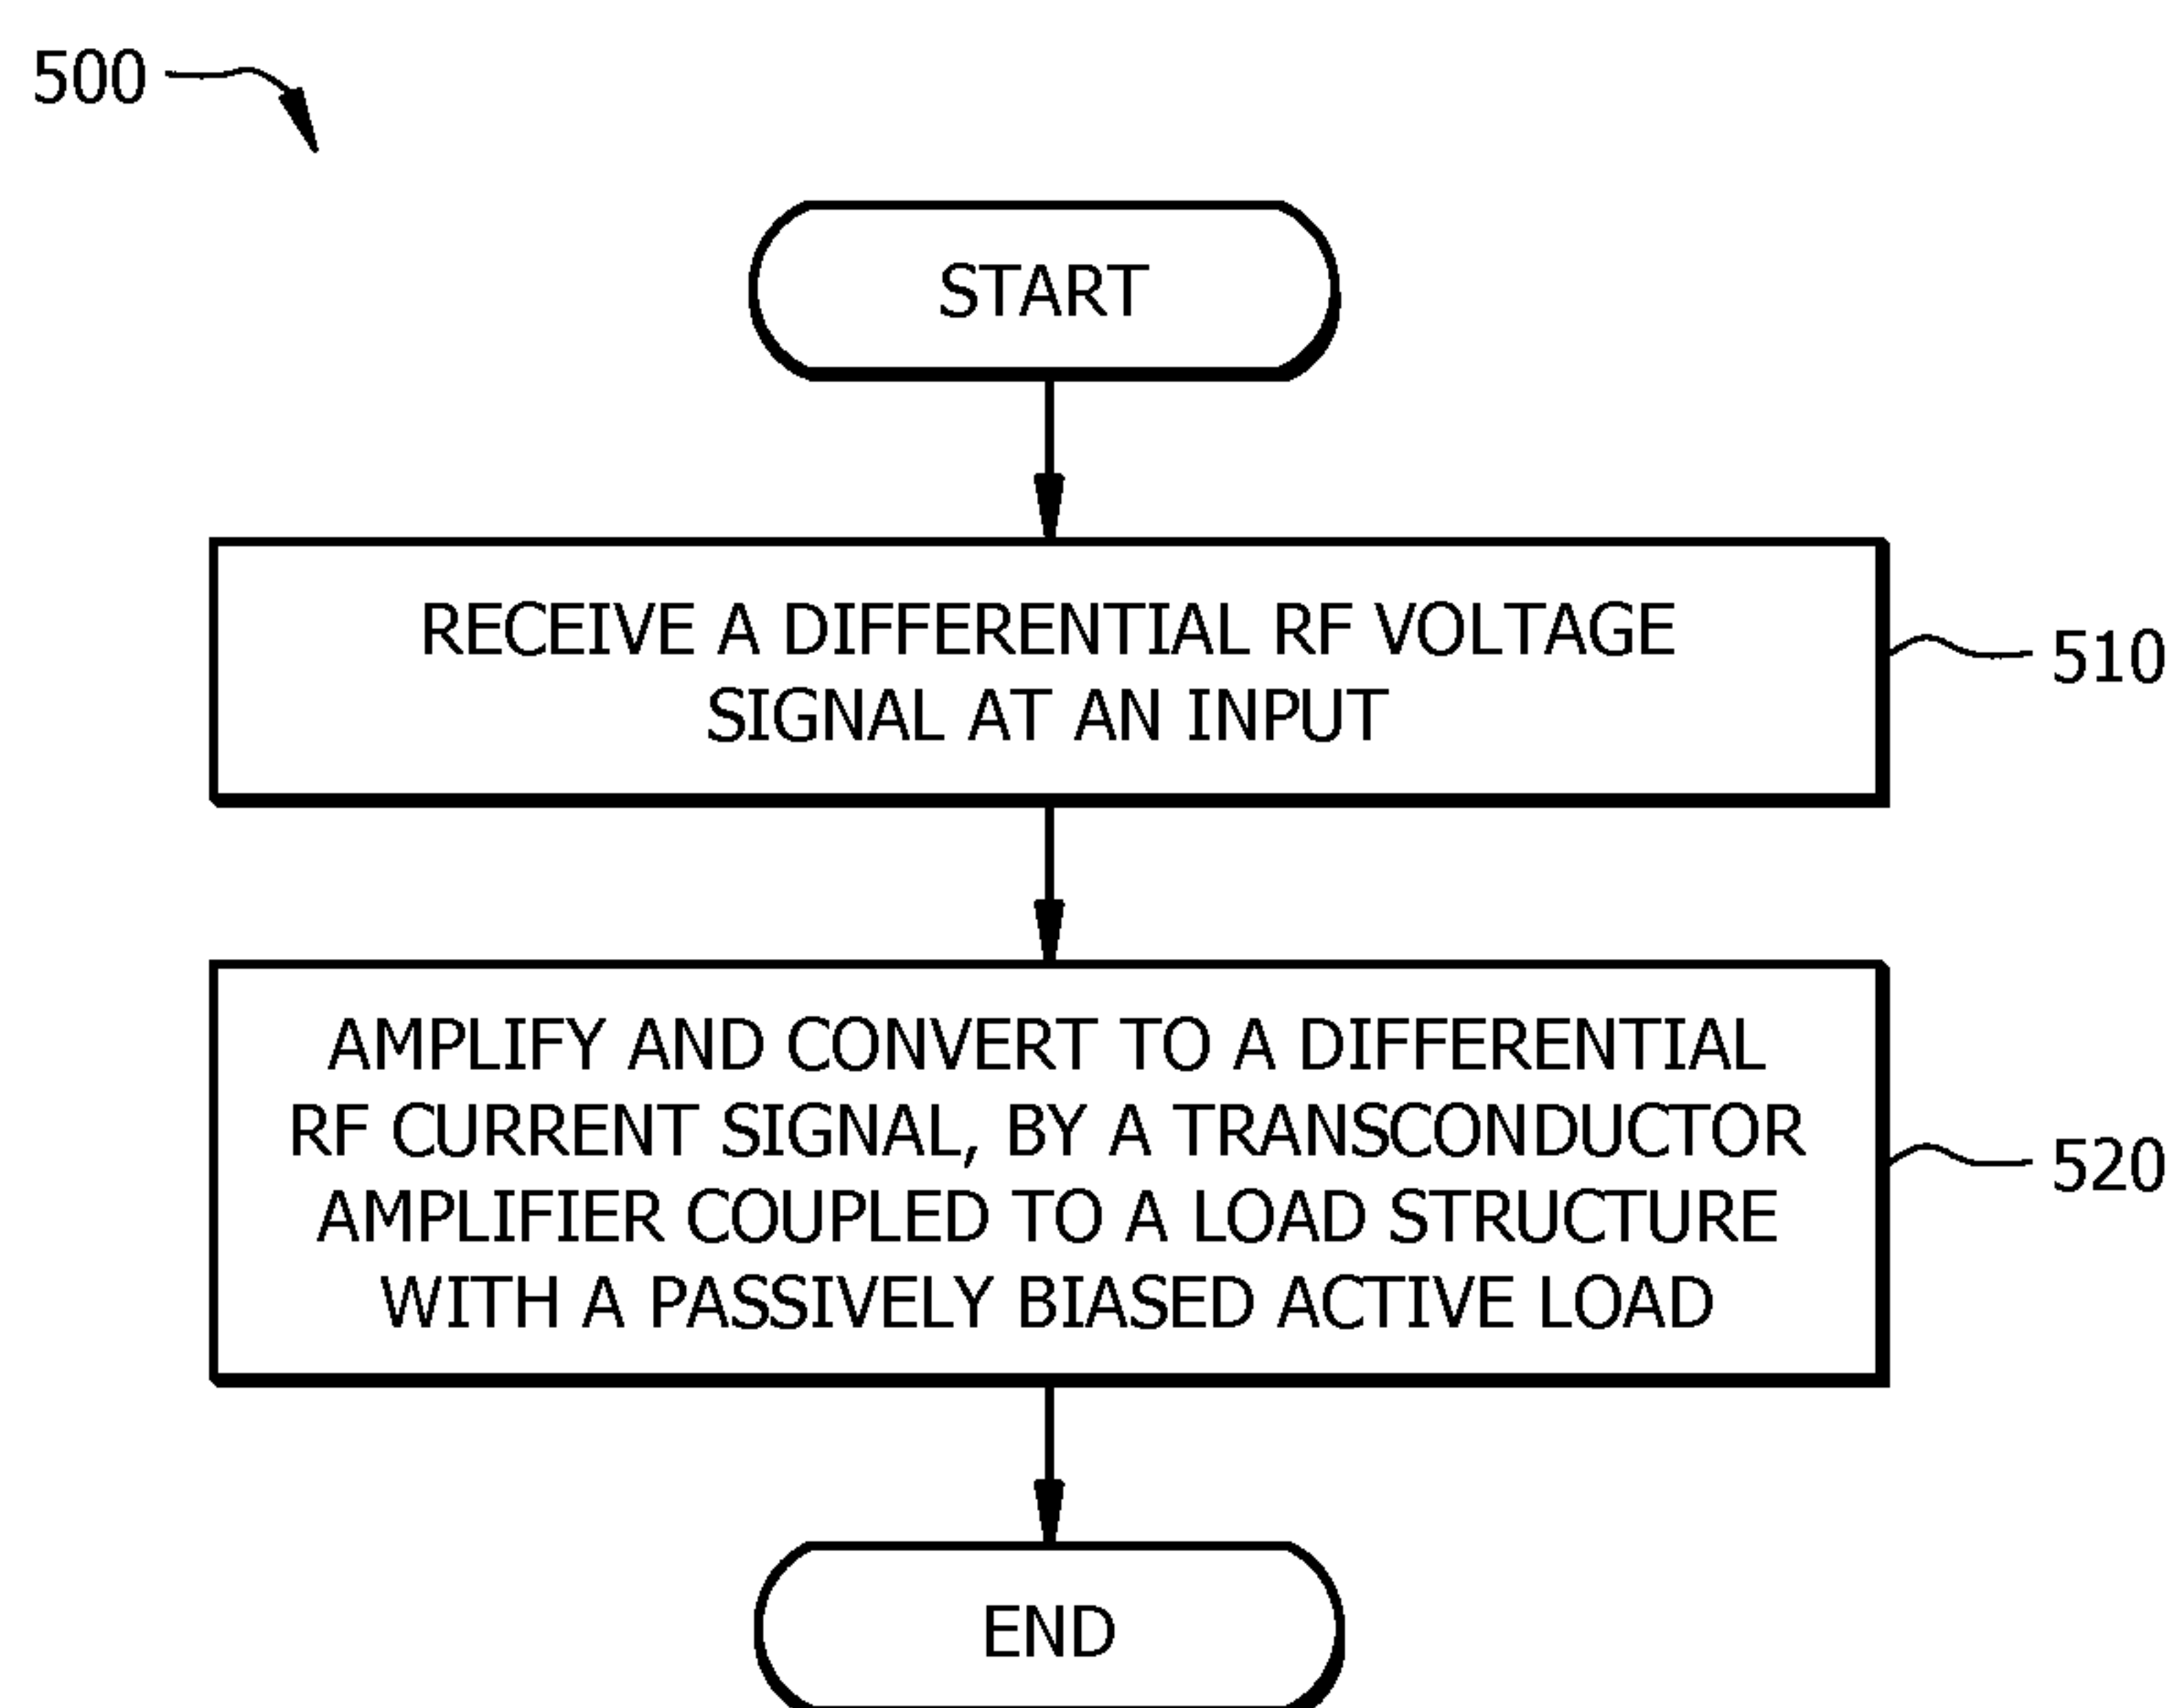 500
START
RECEIVE A DIFFERENTIAL RF VOLTAGE
SIGNAL AT AN INPUT
510
AMPLIFY AND CONVERT TO A DIFFERENTIAL
RF CURRENT SIGNAL, BY A TRANSCONDUCTOR
AMPLIFIER COUPLED TO A LOAD STRUCTURE
WITH A PASSIVELY BIASED ACTIVE LOAD
520
END